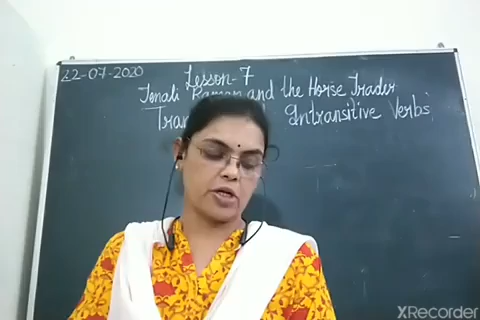 22-07-2020
Lesson-7
Tenali Raman and the Horse Trader
Intransitive Verbs
XRecorder